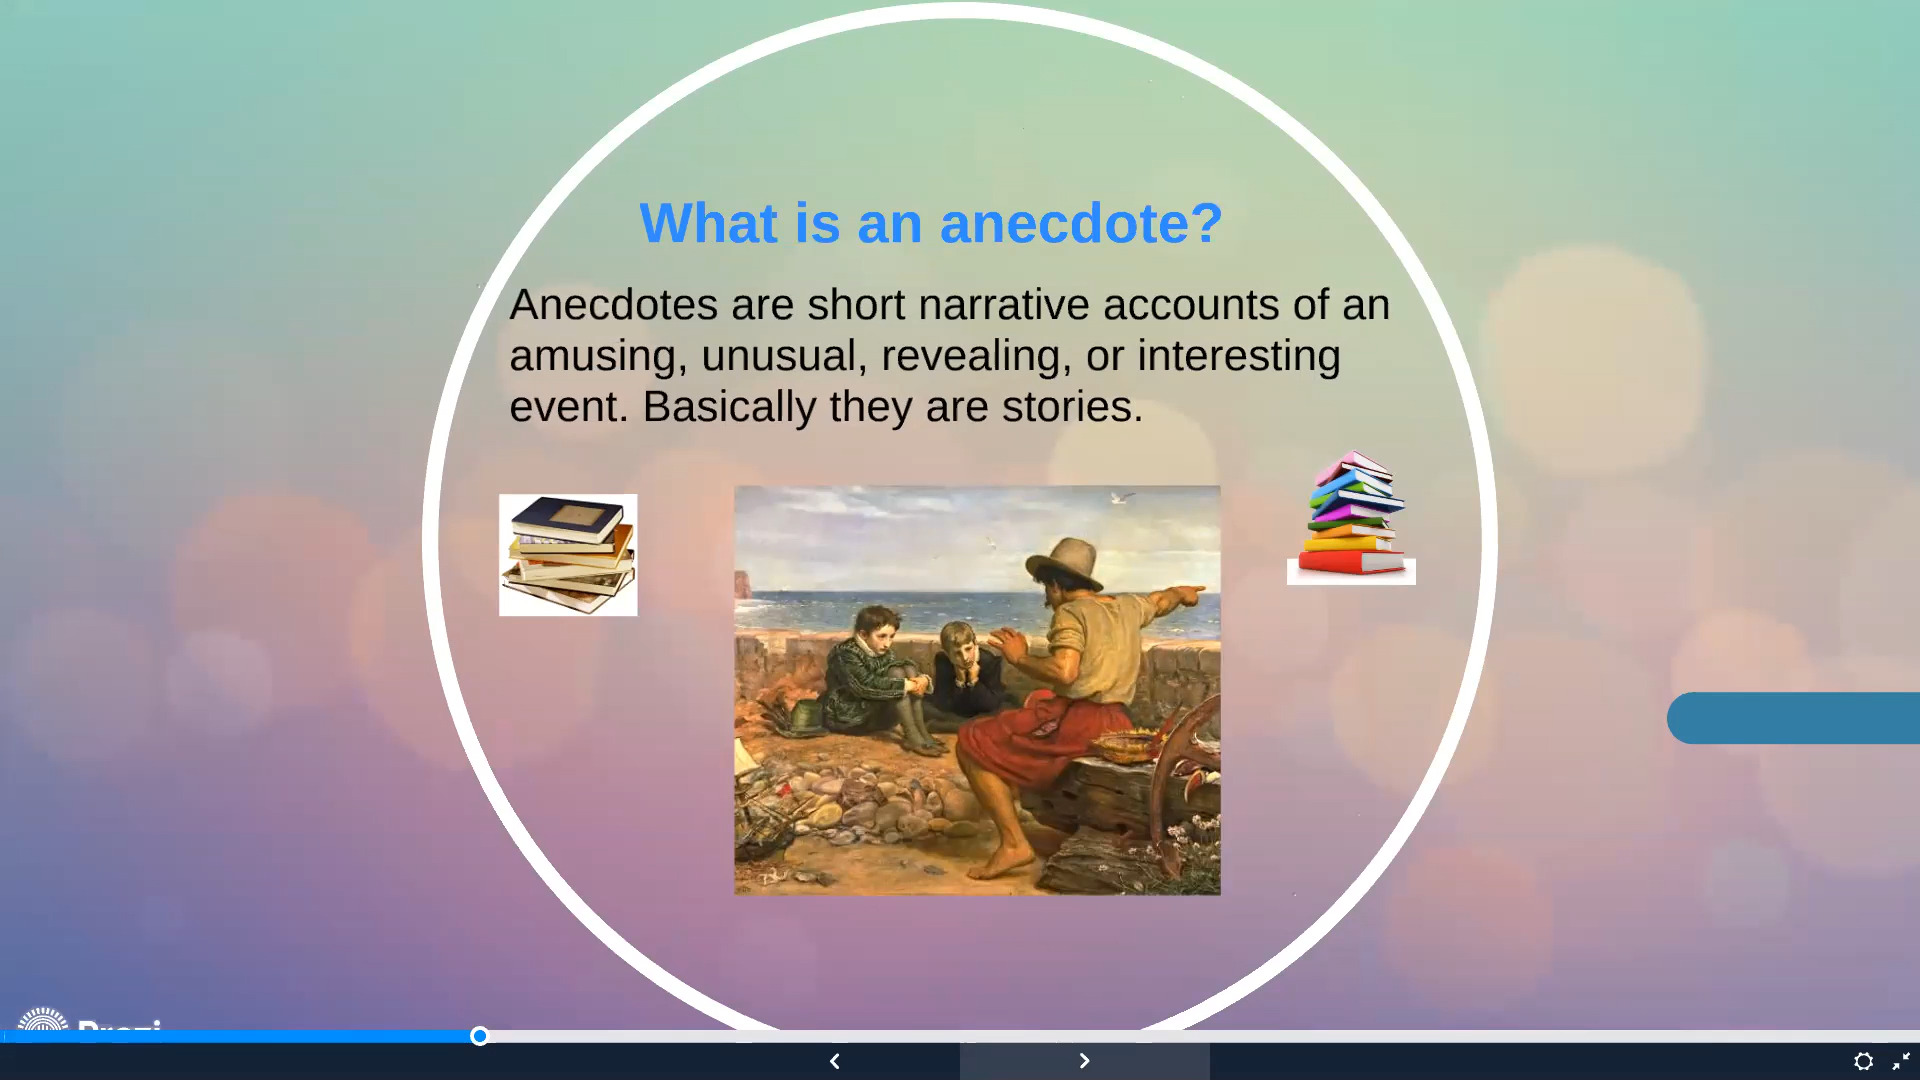 What is an anecdote?
Anecdotes are short narrative accounts of an
amusing, unusual, revealing, or interesting
event. Basically they are stories.
Prezi